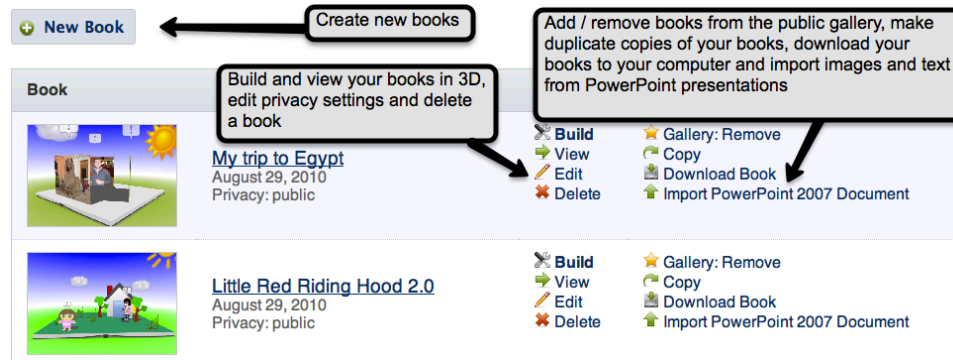 New Book
Create new books
Add / remove books from the public gallery, make
duplicate copies of your books, download your
books to your computer and import images and text
from PowerPoint presentations
Build and view your books in 3D,
edit privacy settings and delete
a book
Book
My trip to Egypt
August 29, 2010
Privacy: public
Build
View
Edit
Delete
Gallery: Remove
Copy
Download Book
Import PowerPoint 2007 Document
Little Red Riding Hood 2.0
August 29, 2010
Privacy: public
Build
View
Edit
Delete
Gallery: Remove
Copy
Download Book
Import PowerPoint 2007 Document